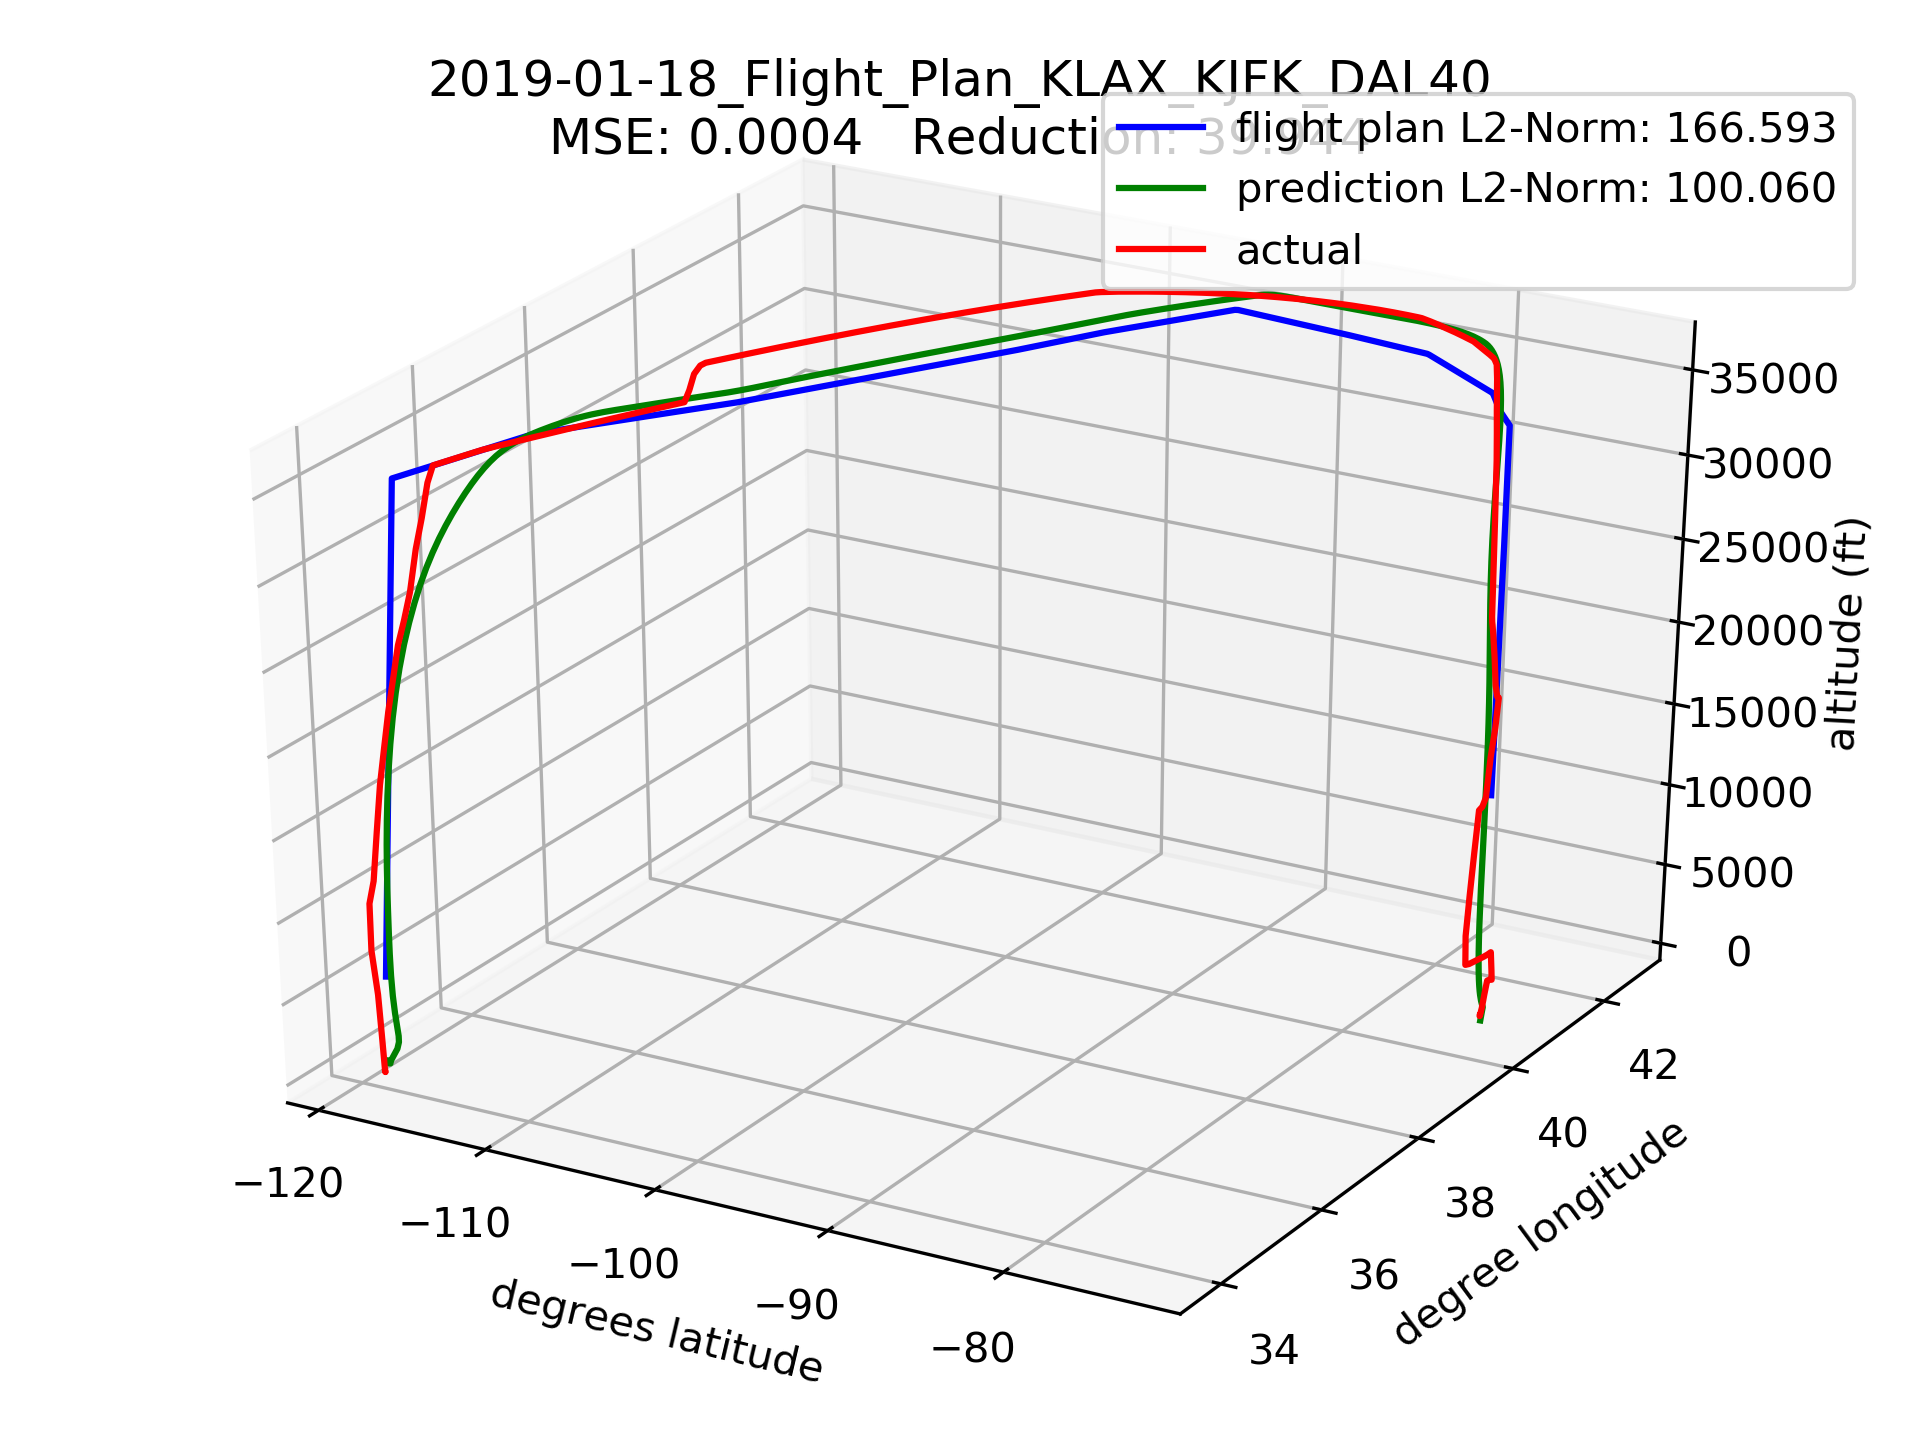 2019-01-18_Flight_Plan_KLAX_KJFK_DAL40
MSE: 0.0004 Reduction: 39.944
flight plan L2-Norm: 166.593
prediction L2-Norm: 100.060
actual
35000
30000
25000
20000
15000
10000
5000
0
altitude (ft)
−120
−110
−100
−90
−80
degrees latitude
34
36
38
40
42
degree longitude